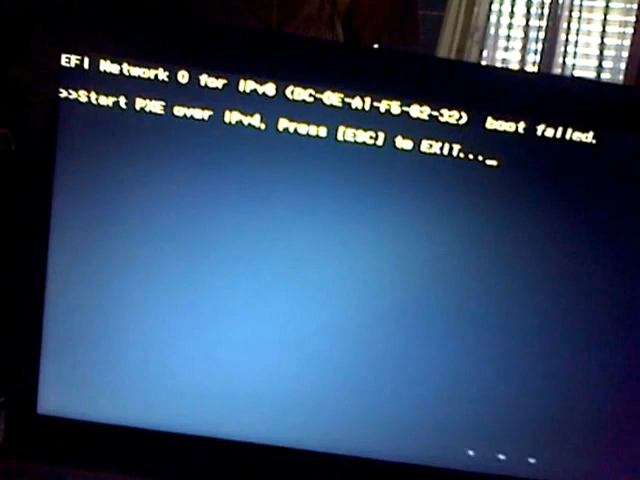 EFI Network 0 for IPv6 (DC-0E-A1-F5-62-32) boot failed.
>>Start PXE over IPv4, Press [ESC] to EXIT..._